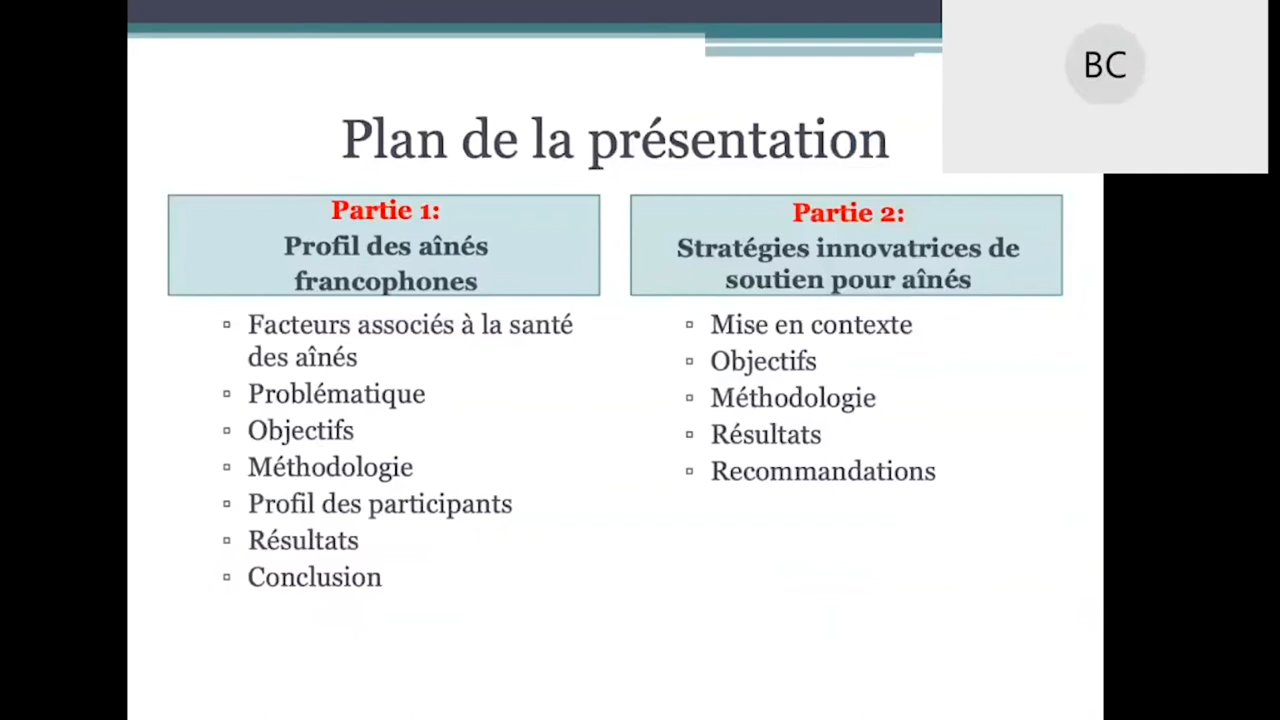 BC
Plan de la présentation
Partie 1:
Profil des aînés
francophones
Facteurs associés à la santé
des aînés
Problématique
Objectifs
Méthodologie
Profil des participants
Résultats
Conclusion
Partie 2:
Stratégies innovatrices de
soutien pour aînés
Mise en contexte
Objectifs
Méthodologie
Résultats
Recommandations